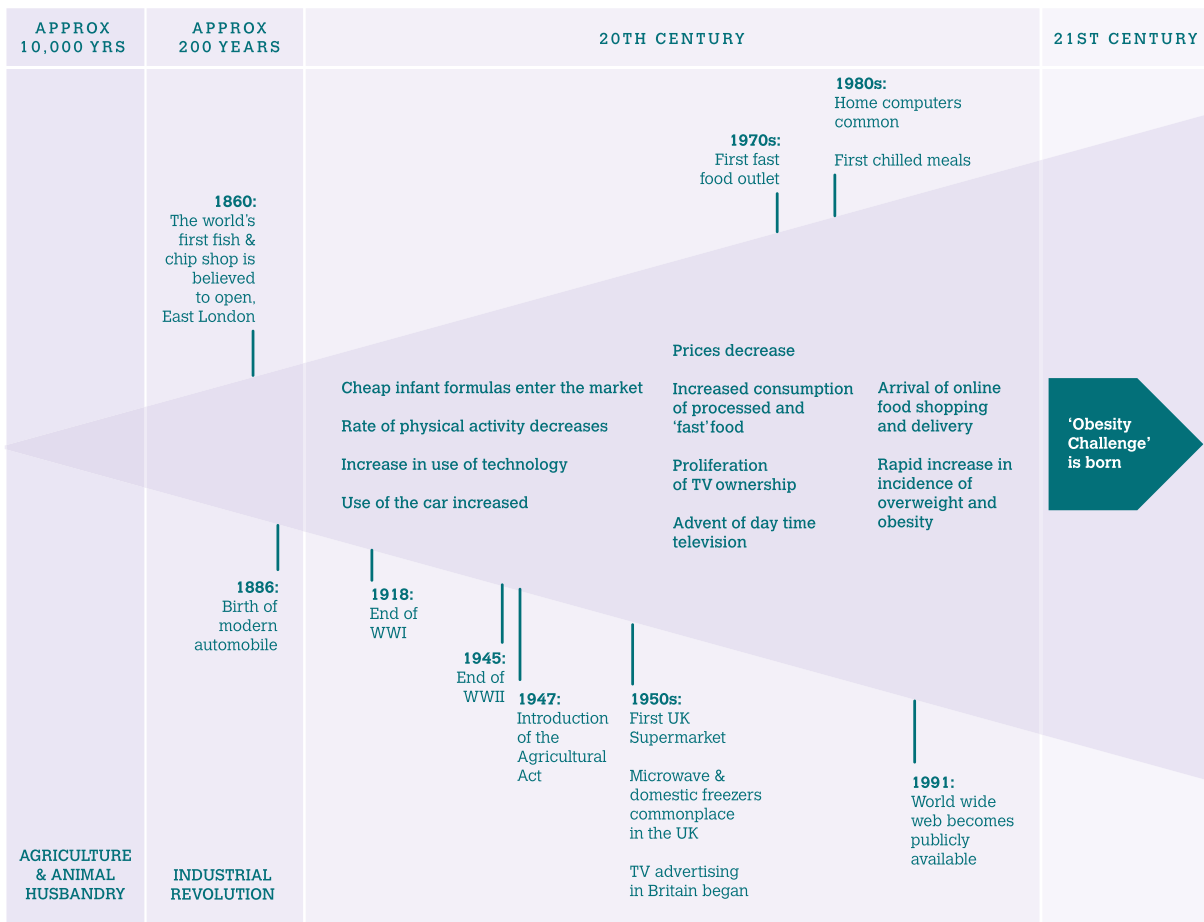 APPROX
10,000 YRS
APPROX
200 YEARS
20TH CENTURY
21ST CENTURY
1980s:
Home computers
common
First chilled meals
1970s:
First fast
food outlet
1860:
The world's
first fish &
chip shop is
believed
to open,
East London
Cheap infant formulas enter the market
Rate of physical activity decreases
Increase in use of technology
Use of the car increased
Prices decrease
Increased consumption
of processed and
‘fast’ food
Proliferation
of TV ownership
Advent of day time
television
Arrival of online
food shopping
and delivery
Rapid increase in
incidence of
overweight and
obesity
‘Obesity
Challenge’
is born
1886:
Birth of
modern
automobile
1918:
End of
WWI
1945:
End of
WWII
1947:
Introduction
of the
Agricultural
Act
1950s:
First UK
Supermarket
Microwave &
domestic freezers
commonplace
in the UK
TV advertising
in Britain began
1991:
World wide
web becomes
publicly
available
AGRICULTURE
& ANIMAL
HUSBANDRY
INDUSTRIAL
REVOLUTION